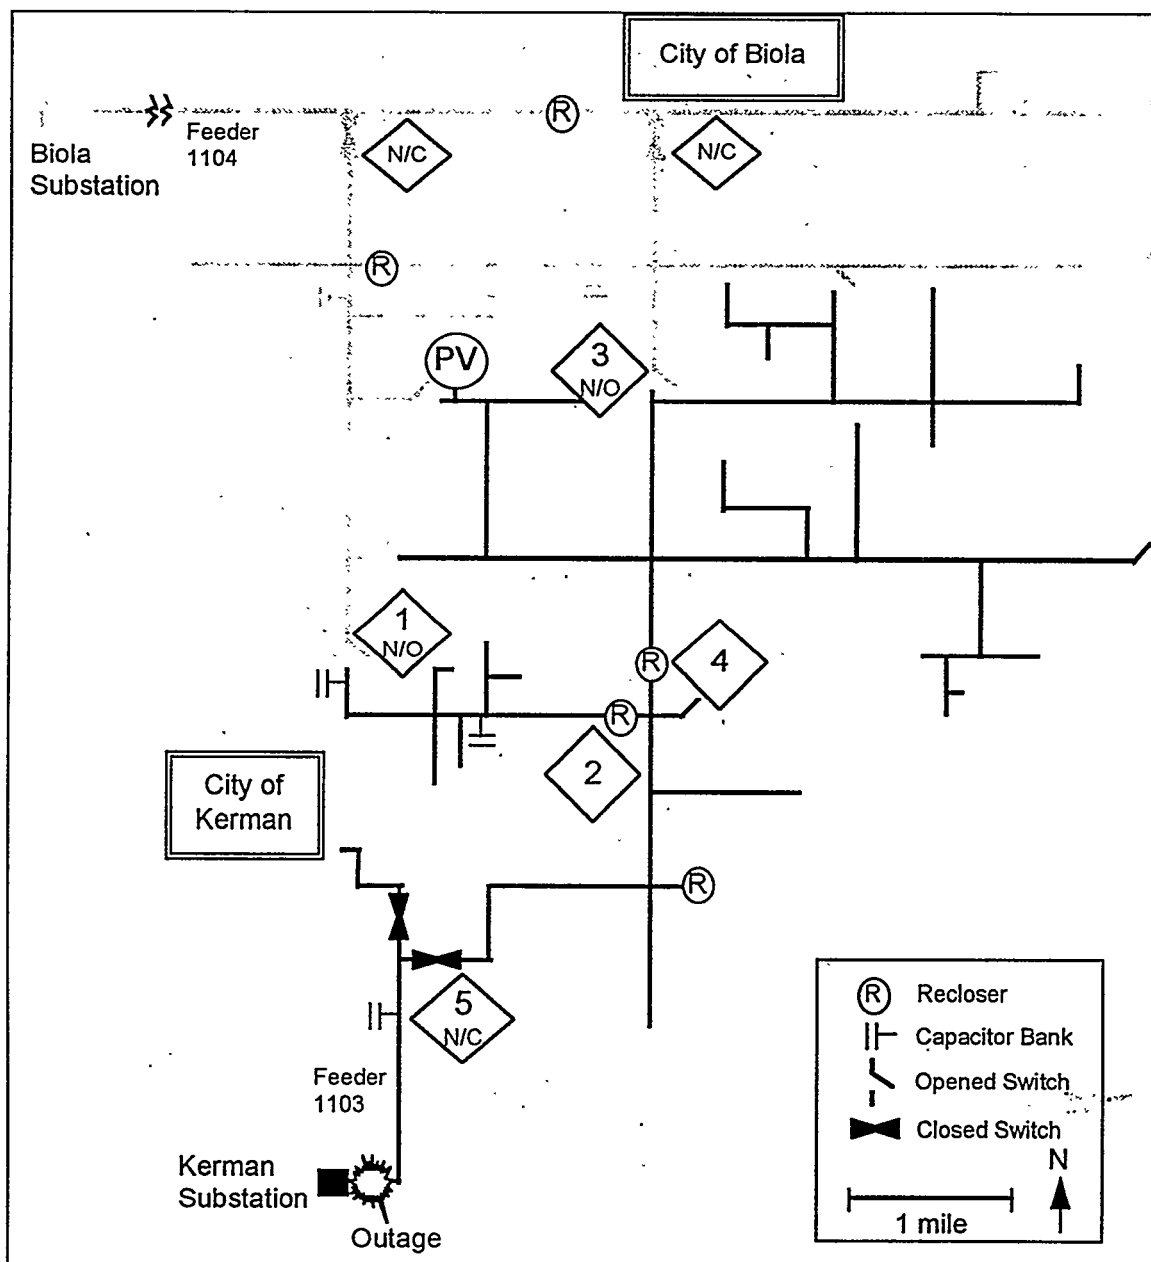 City of Biola
R
Feeder
1104
Biola
Substation
N/C
N/C
R
PV
3
N/O
1
N/O
R
4
R
2
City of
Kerman
R
5
N/C
Feeder
1103
Kerman
Substation
Outage
R
Recloser
Capacitor Bank
Opened Switch
Closed Switch
N
1 mile